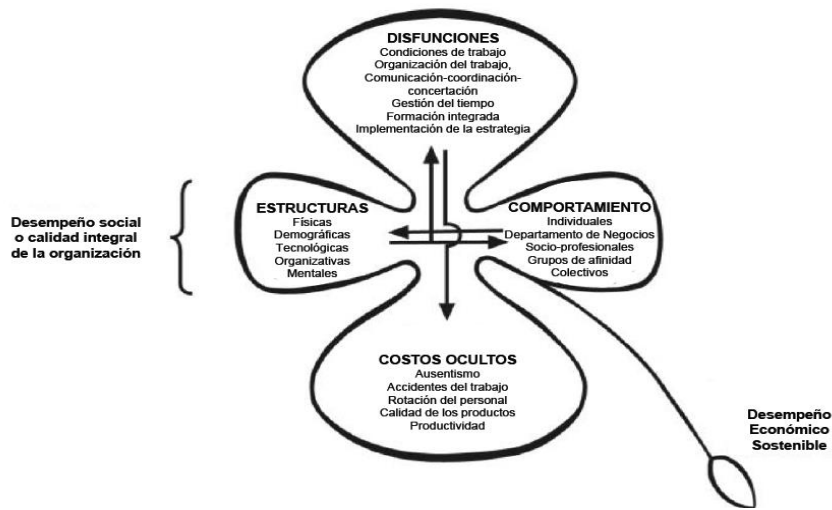 DISFUNCIONES
Condiciones de trabajo
Organización del trabajo,
Comunicación-coordinación-
concertación
Gestión del tiempo
Formación integrada
Implementación de la estrategia
Desempeño social
o calidad integral
de la organización
ESTRUCTURAS
Físicas
Demográficas
Tecnológicas
Organizativas
Mentales
COMPORTAMIENTO
Individuales
Departamento de Negocios
Socio-profesionales
Grupos de afinidad
Colectivos
COSTOS OCULTOS
Ausentismo
Accidentes del trabajo
Rotación del personal
Calidad de los productos
Productividad
Desempeño
Económico
Sostenible